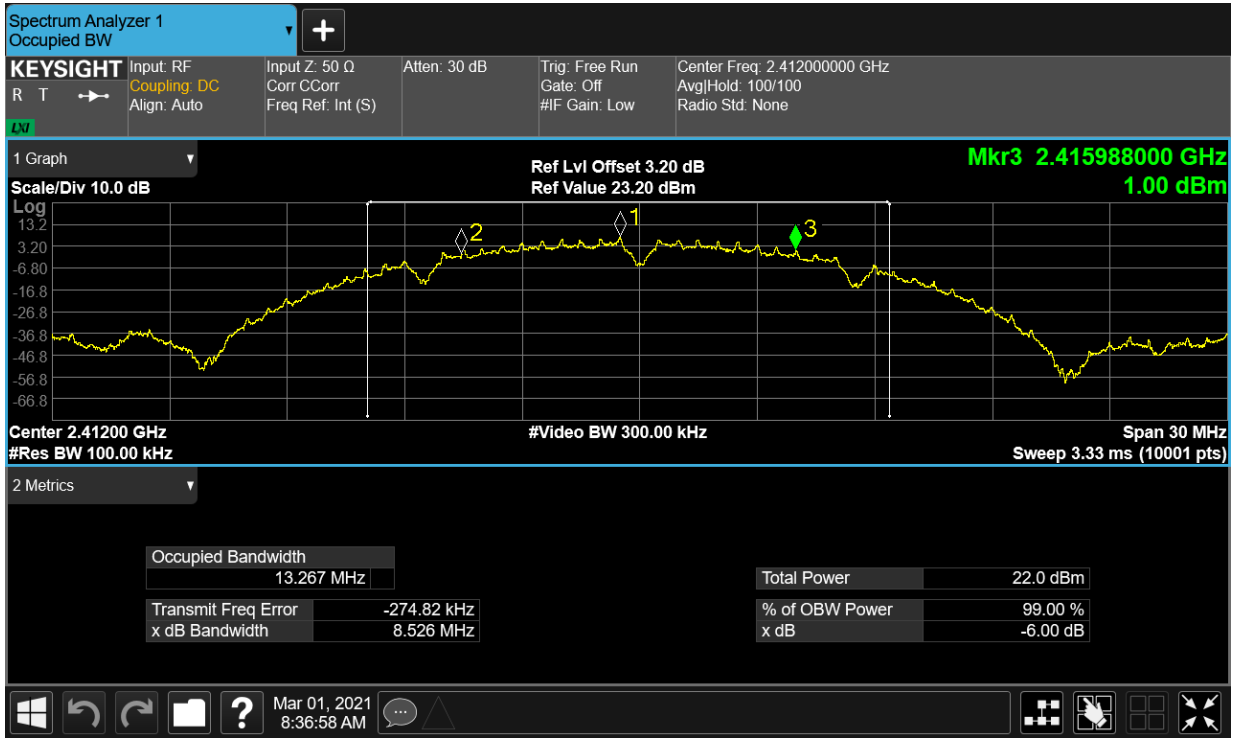 Spectrum Analyzer 1
Occupied BW
KEYSIGHT
R T
LXI
Input: RF
Coupling: DC
Align: Auto
Input Z: 50 Ω
Corr CCorr
Freq Ref: Int (S)
Atten: 30 dB
Trig: Free Run
Gate: Off
#IF Gain: Low
Center Freq: 2.412000000 GHz
Avg|Hold: 100/100
Radio Std: None
1 Graph
Scale/Div 10.0 dB
Ref Lvl Offset 3.20 dB
Ref Value 23.20 dBm
Mkr3 2.415988000 GHz
1.00 dBm
Log
13.2
3.20
-6.80
-16.8
-26.8
-36.8
-46.8
-56.8
-66.8
2
1
3
Center 2.41200 GHz
#Video BW 300.00 kHz
Span 30 MHz
#Res BW 100.00 kHz
Sweep 3.33 ms (10001 pts)
2 Metrics
Occupied Bandwidth
13.267 MHz
Transmit Freq Error -274.82 kHz
x dB Bandwidth 8.526 MHz
Total Power 22.0 dBm
% of OBW Power 99.00 %
x dB -6.00 dB
?
Mar 01, 2021
8:36:58 AM